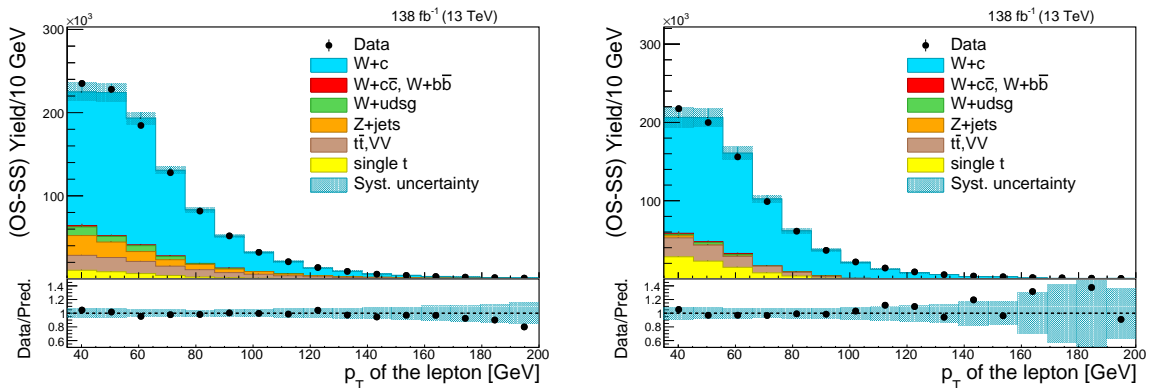 ×10³ 138 fb⁻¹ (13 TeV)
(OS-SS) Yield/10 GeV
300
200
100
Data
W+c
W+cc̄, W+bb̄
W+udsg
Z+jets
tt̄,VV
single t
Syst. uncertainty
Data/Pred.
1.4
1.2
1
0.8
0.6
40 60 80 100 120 140 160 180 200
p_T of the lepton [GeV]
×10³ 138 fb⁻¹ (13 TeV)
(OS-SS) Yield/10 GeV
300
200
100
Data
W+c
W+cc̄, W+bb̄
W+udsg
Z+jets
tt̄,VV
single t
Syst. uncertainty
Data/Pred.
1.4
1.2
1
0.8
0.6
40 60 80 100 120 140 160 180 200
p_T of the lepton [GeV]